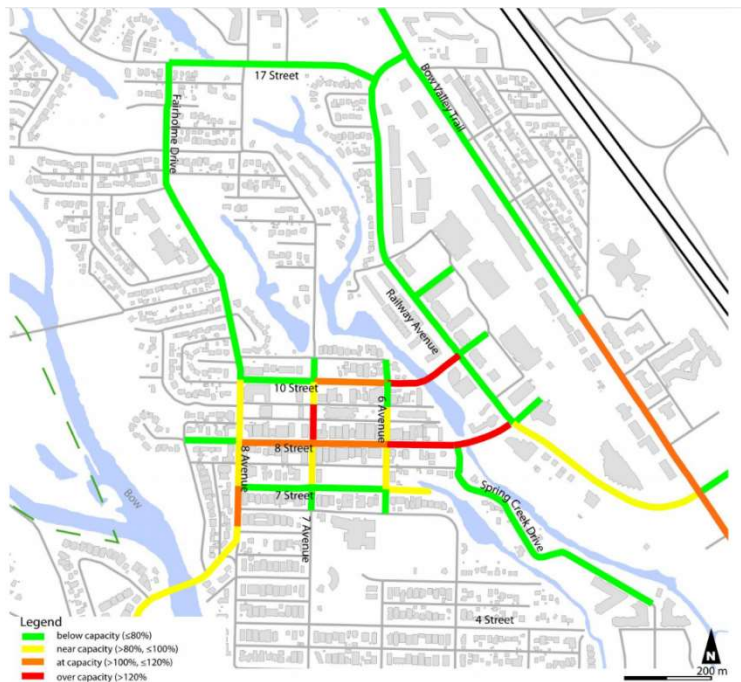 17 Street
Bow Valley Trail
Fairholme Drive
Railway Avenue
10 Street
6 Avenue
8 Street
8 Avenue
7 Street
7 Avenue
Spring Creek Drive
Bow
4 Street
Legend
below capacity (≤80%)
near capacity (>80%, ≤100%)
at capacity (>100%, ≤120%)
over capacity (>120%
N
200 m